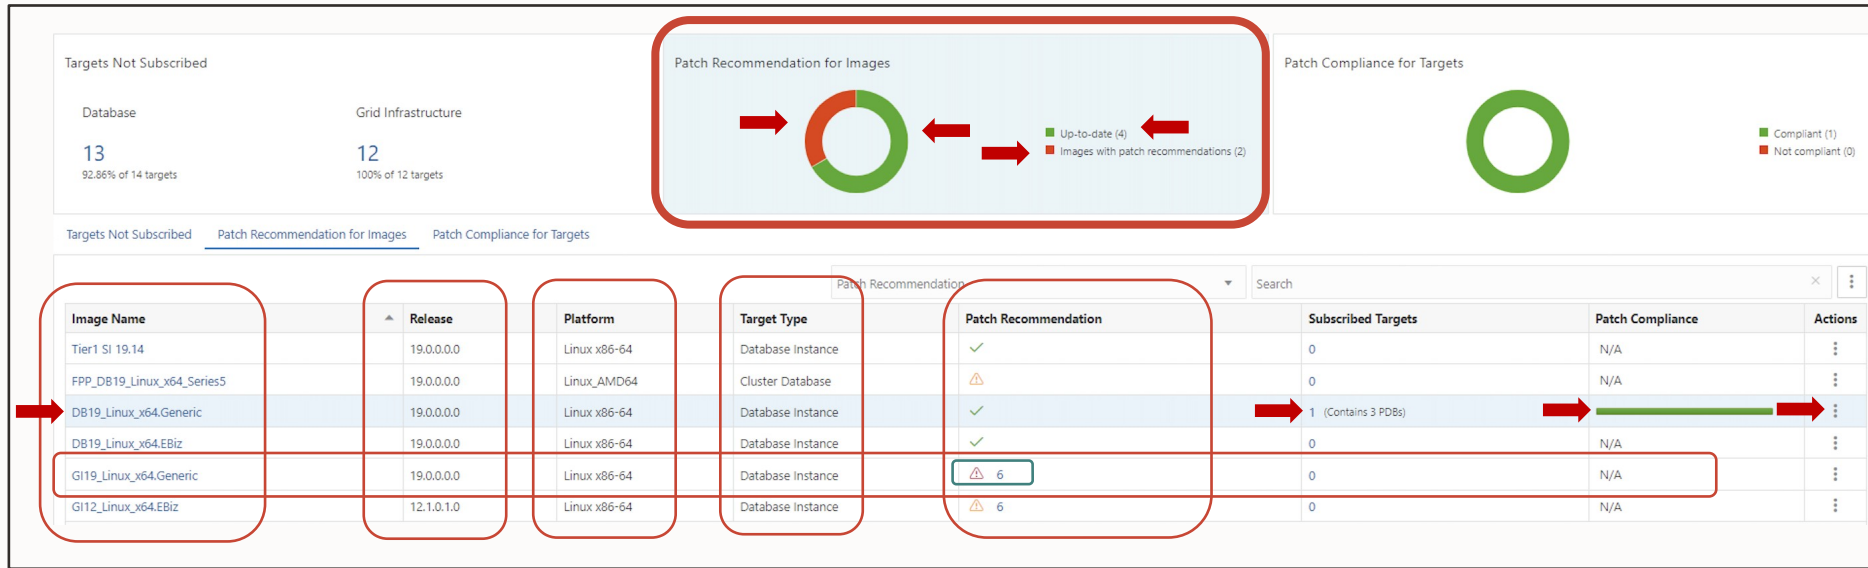 Targets Not Subscribed
Database
Grid Infrastructure
13
12
92.86% of 14 targets
100% of 12 targets
Patch Recommendation for Images
Up-to-date (4)
Images with patch recommendations (2)
Patch Compliance for Targets
Compliant (1)
Not compliant (0)
Targets Not Subscribed Patch Recommendation for Images Patch Compliance for Targets
Patch Recommendation Search
Image Name Release Platform Target Type Patch Recommendation Subscribed Targets Patch Compliance Actions
Tier1 SI 19.14 19.0.0.0.0 Linux x86-64 Database Instance 0 N/A
FPP_DB19_Linux_x64_Series5 19.0.0.0.0 Linux_AMD64 Cluster Database 0 N/A
DB19_Linux_x64.Generic 19.0.0.0.0 Linux x86-64 Database Instance 1 (Contains 3 PDBs)
DB19_Linux_x64.EBiz 19.0.0.0.0 Linux x86-64 Database Instance 0 N/A
GI19_Linux_x64.Generic 19.0.0.0.0 Linux x86-64 Database Instance 6 0 N/A
GI12_Linux_x64.EBiz 12.1.0.1.0 Linux x86-64 Database Instance 6 0 N/A